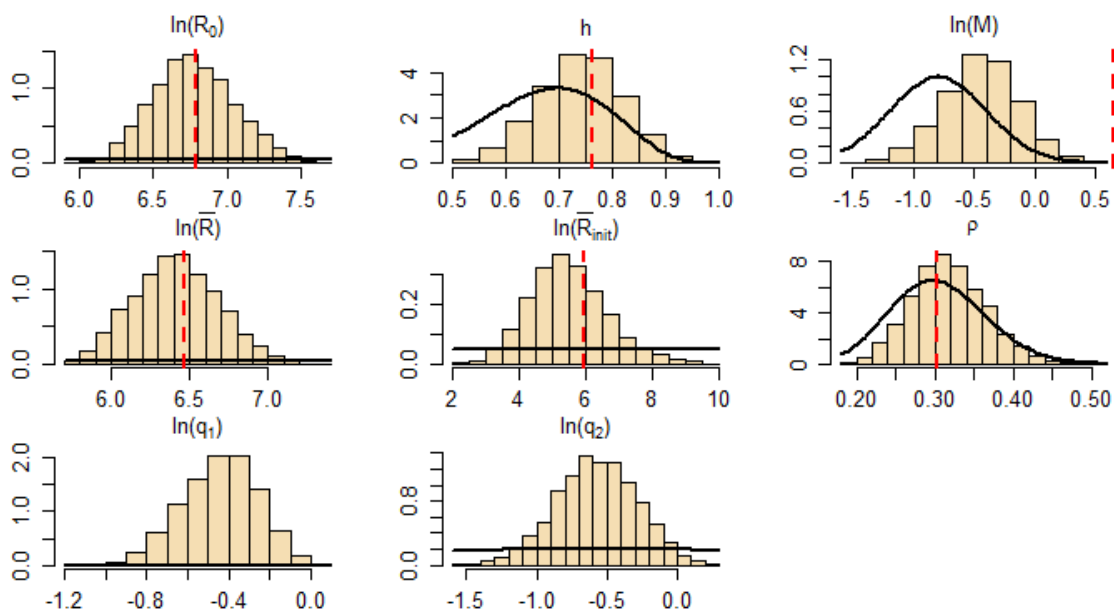 ln(R₀) h ln(M)
0.0 1.0
0 2 4
0.0 0.6 1.2
6.0 6.5 7.0 7.5
0.5 0.6 0.7 0.8 0.9 1.0
-1.5 -1.0 -0.5 0.0 0.5
ln(R̅) ln(R̅init) ρ
0.0 1.0
0.0 0.2
0 4 8
6.0 6.5 7.0
2 4 6 8 10
0.20 0.30 0.40 0.50
ln(q₁) ln(q₂)
0.0 1.0 2.0
0.0 0.8
-1.2 -0.8 -0.4 0.0
-1.5 -1.0 -0.5 0.0